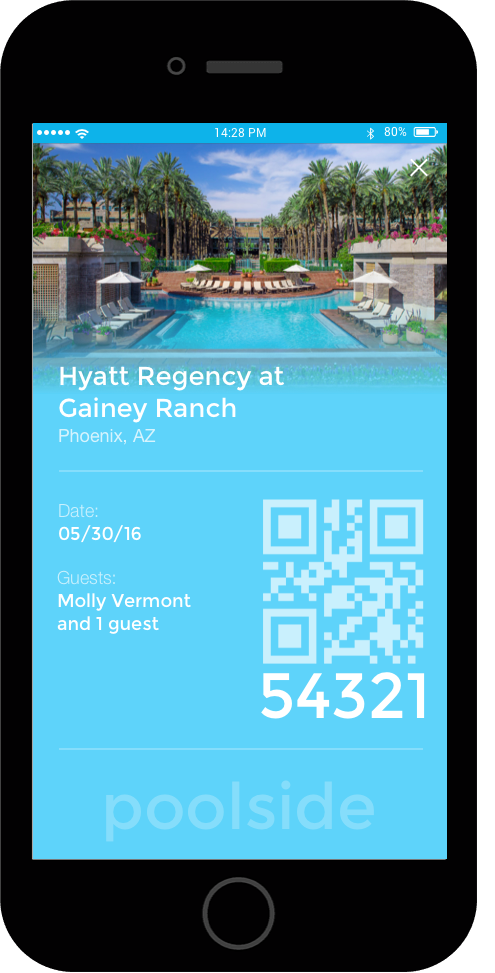 14:28 PM
80%
Hyatt Regency at
Gainey Ranch
Phoenix, AZ
Date:
05/30/16
Guests:
Molly Vermont
and 1 guest
54321
poolside